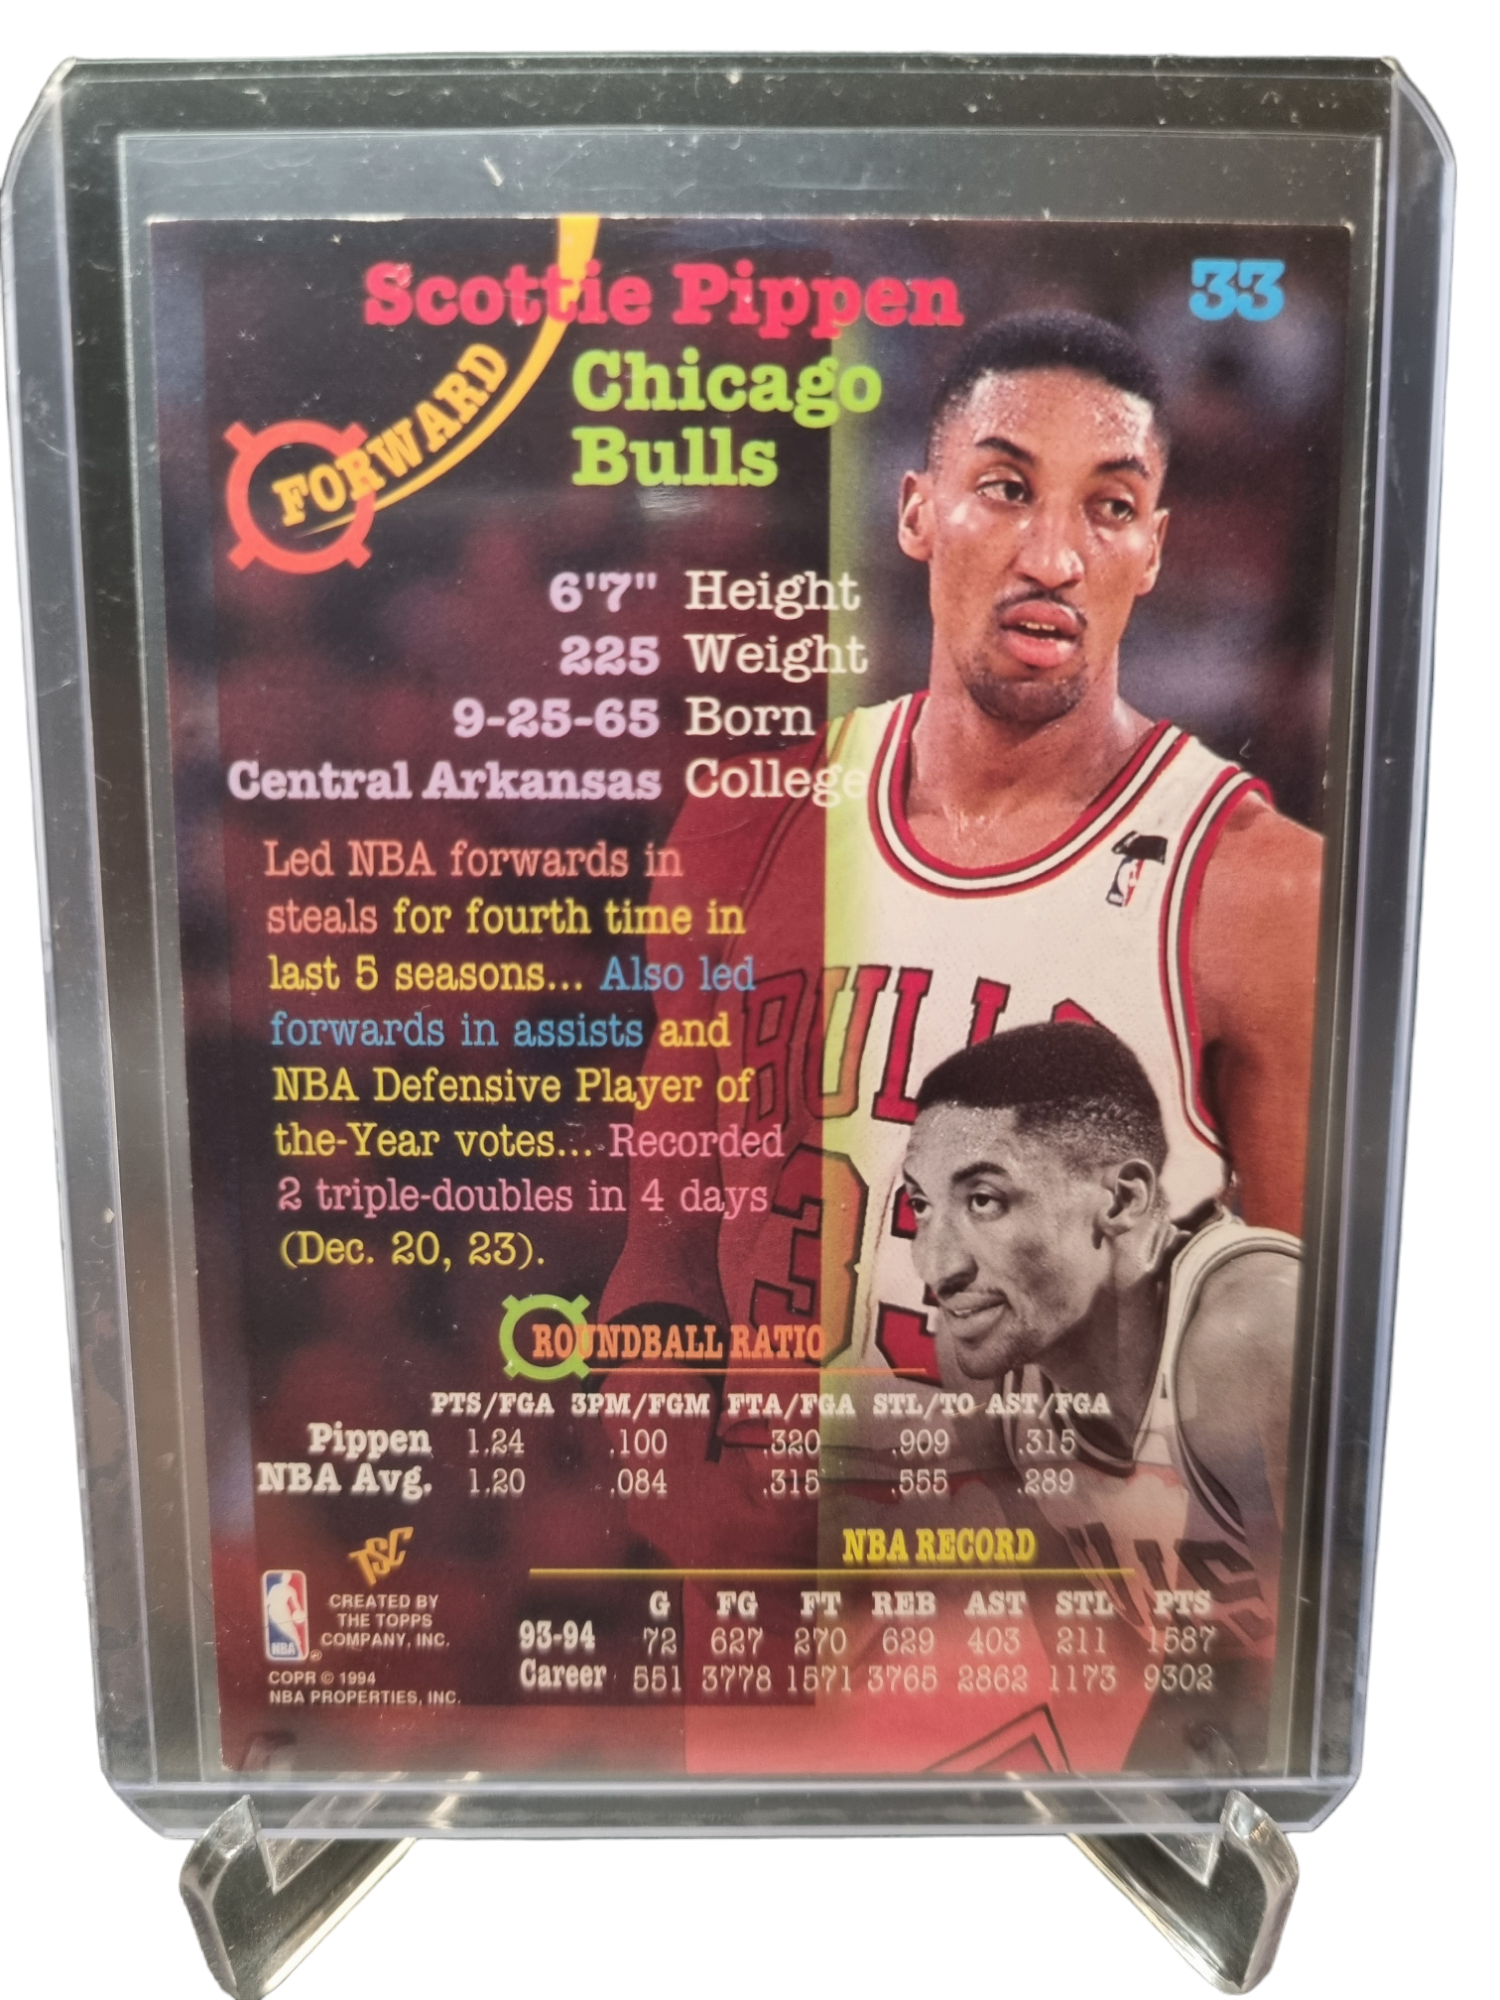 Scottie Pippen
33
Chicago
Bulls
FORWARD
6'7" Height
225 Weight
9-25-65 Born
Central Arkansas College
Led NBA forwards in
steals for fourth time in
last 5 seasons... Also led
forwards in assists and
NBA Defensive Player of
the-Year votes... Recorded
2 triple-doubles in 4 days
(Dec. 20, 23).
BULLS
33
ROUNDBALL RATIO
PTS/FGA 3PM/FGM FTA/FGA STL/TO AST/FGA
Pippen 1.24 .100 .320 .909 .315
NBA Avg. 1.20 .084 .315 .555 .289
NBA RECORD
G FG FT REB AST STL PTS
93-94 72 627 270 629 403 211 1587
Career 551 3778 1571 3765 2862 1173 9302
TSC
CREATED BY
THE TOPPS
COMPANY, INC.
NBA
®
COPR © 1994
NBA PROPERTIES, INC.